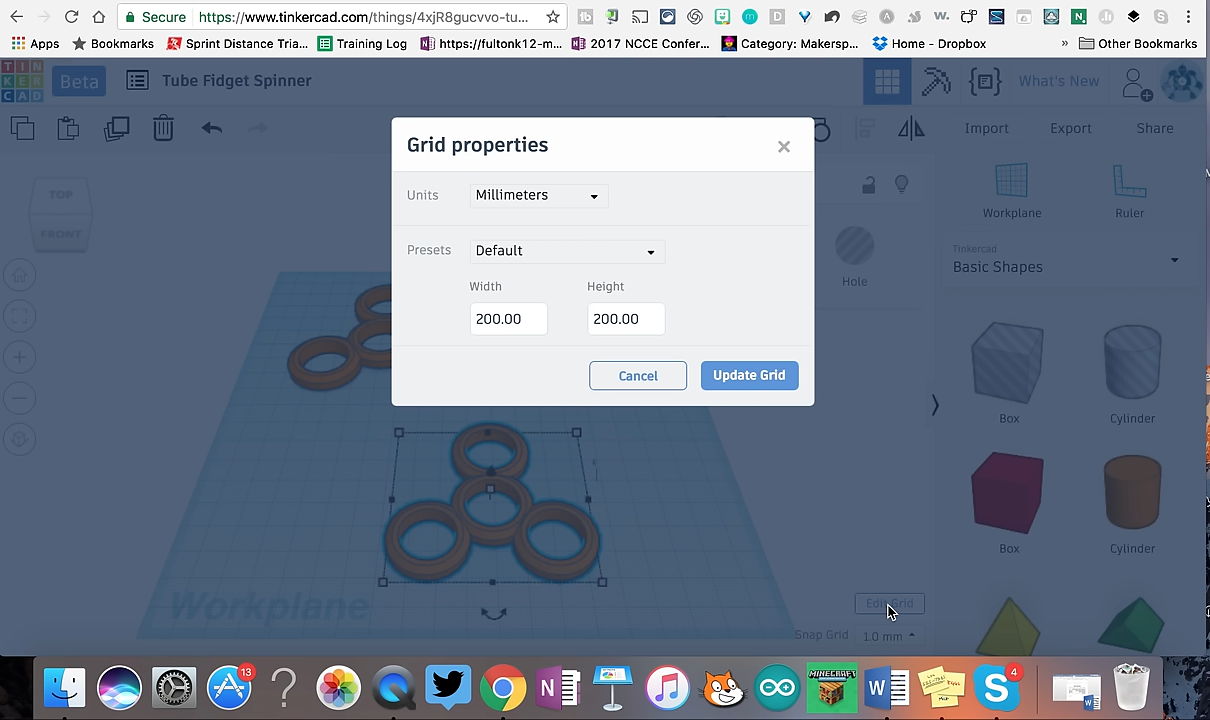 Secure https://www.tinkercad.com/things/4xjR8gucvvo-tu...
Apps Bookmarks Sprint Distance Tria... Training Log https://fultonk12-m... 2017 NCCE Confer... Category: Makersp... Home - Dropbox » Other Bookmarks
TIN
KER
CAD
Beta
Tube Fidget Spinner
What's New
Import Export Share
TOP
FRONT
Grid properties
Units Millimeters
Presets Default
Width Height
200.00 200.00
Cancel Update Grid
Hole
Workplane Ruler
Tinkercad
Basic Shapes
Box Cylinder
Box Cylinder
Workplane
Edit Grid
Snap Grid 1.0 mm
13
MINECRAFT
4